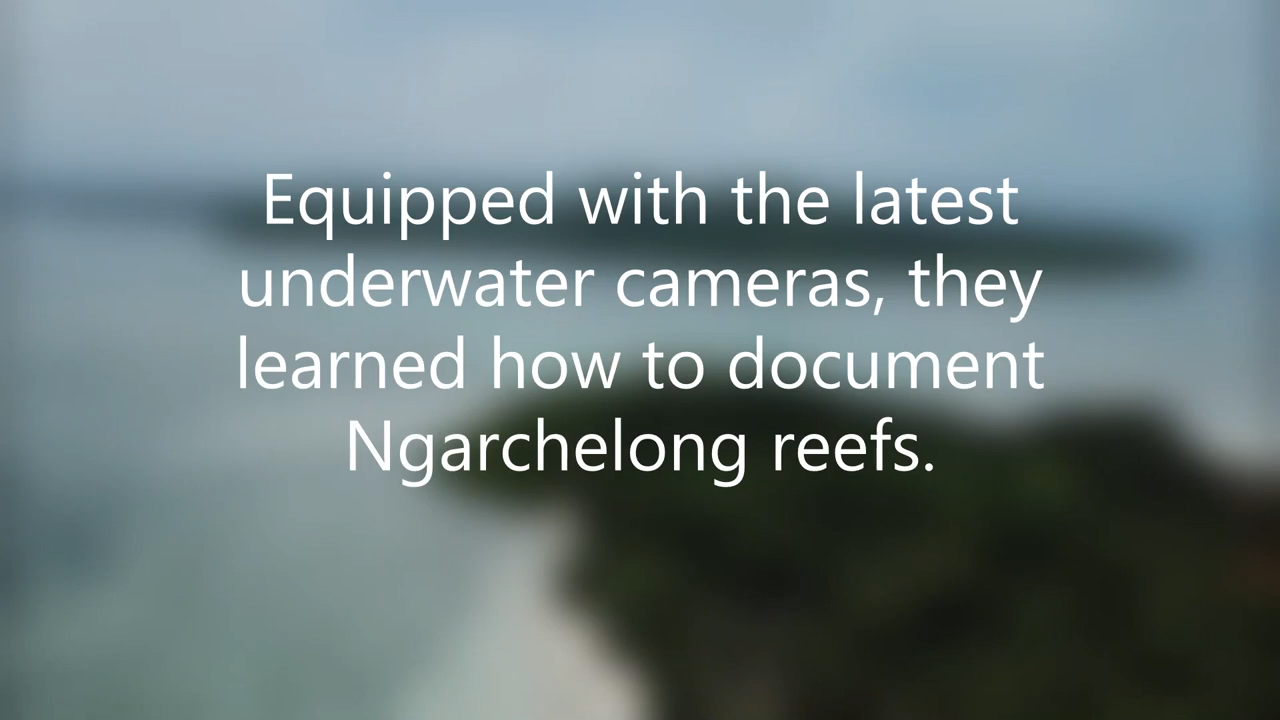 Equipped with the latest
underwater cameras, they
learned how to document
Ngarchelong reefs.